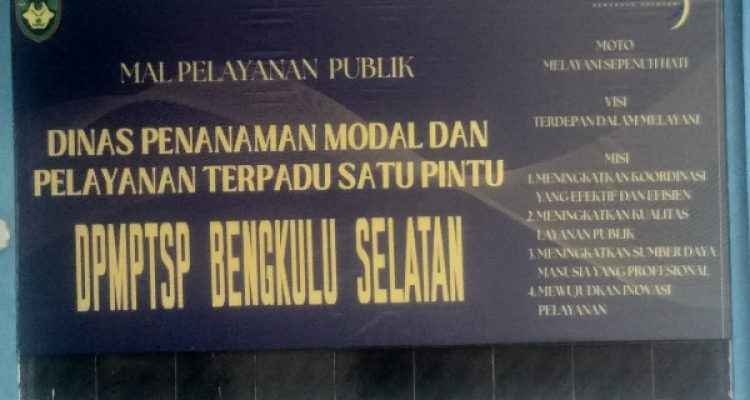 MAL PELAYANAN PUBLIK
DINAS PENANAMAN MODAL DAN
PELAYANAN TERPADU SATU PINTU
DPMPTSP BENGKULU SELATAN
BENGKULU SELATAN
MOTO
MELAYANI SEPENUH HATI
VISI
TERDEPAN DALAM MELAYANI
MISI
1. MENINGKATKAN KOORDINASI
YANG EFEKTIF DAN EFISIEN
2. MENINGKATKAN KUALITAS
LAYANAN PUBLIK
3. MENINGKATKAN SUMBER DAYA
MANUSIA YANG PROFESIONAL
4. MEWUJUDKAN INOVASI
PELAYANAN